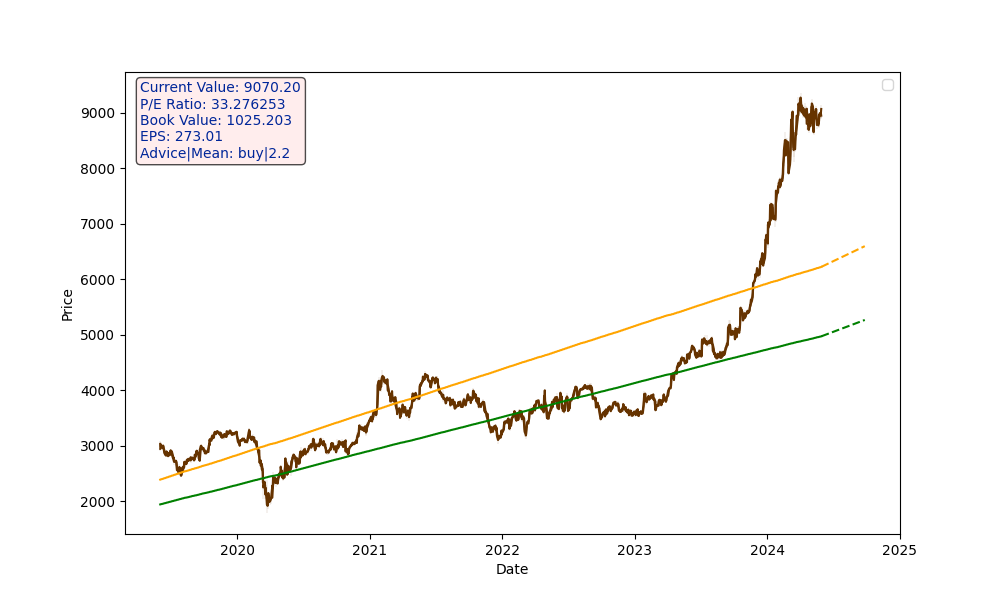 Current Value: 9070.20
P/E Ratio: 33.276253
Book Value: 1025.203
EPS: 273.01
Advice|Mean: buy|2.2
9000
8000
7000
6000
5000
4000
3000
2000
Price
2020 2021 2022 2023 2024 2025
Date